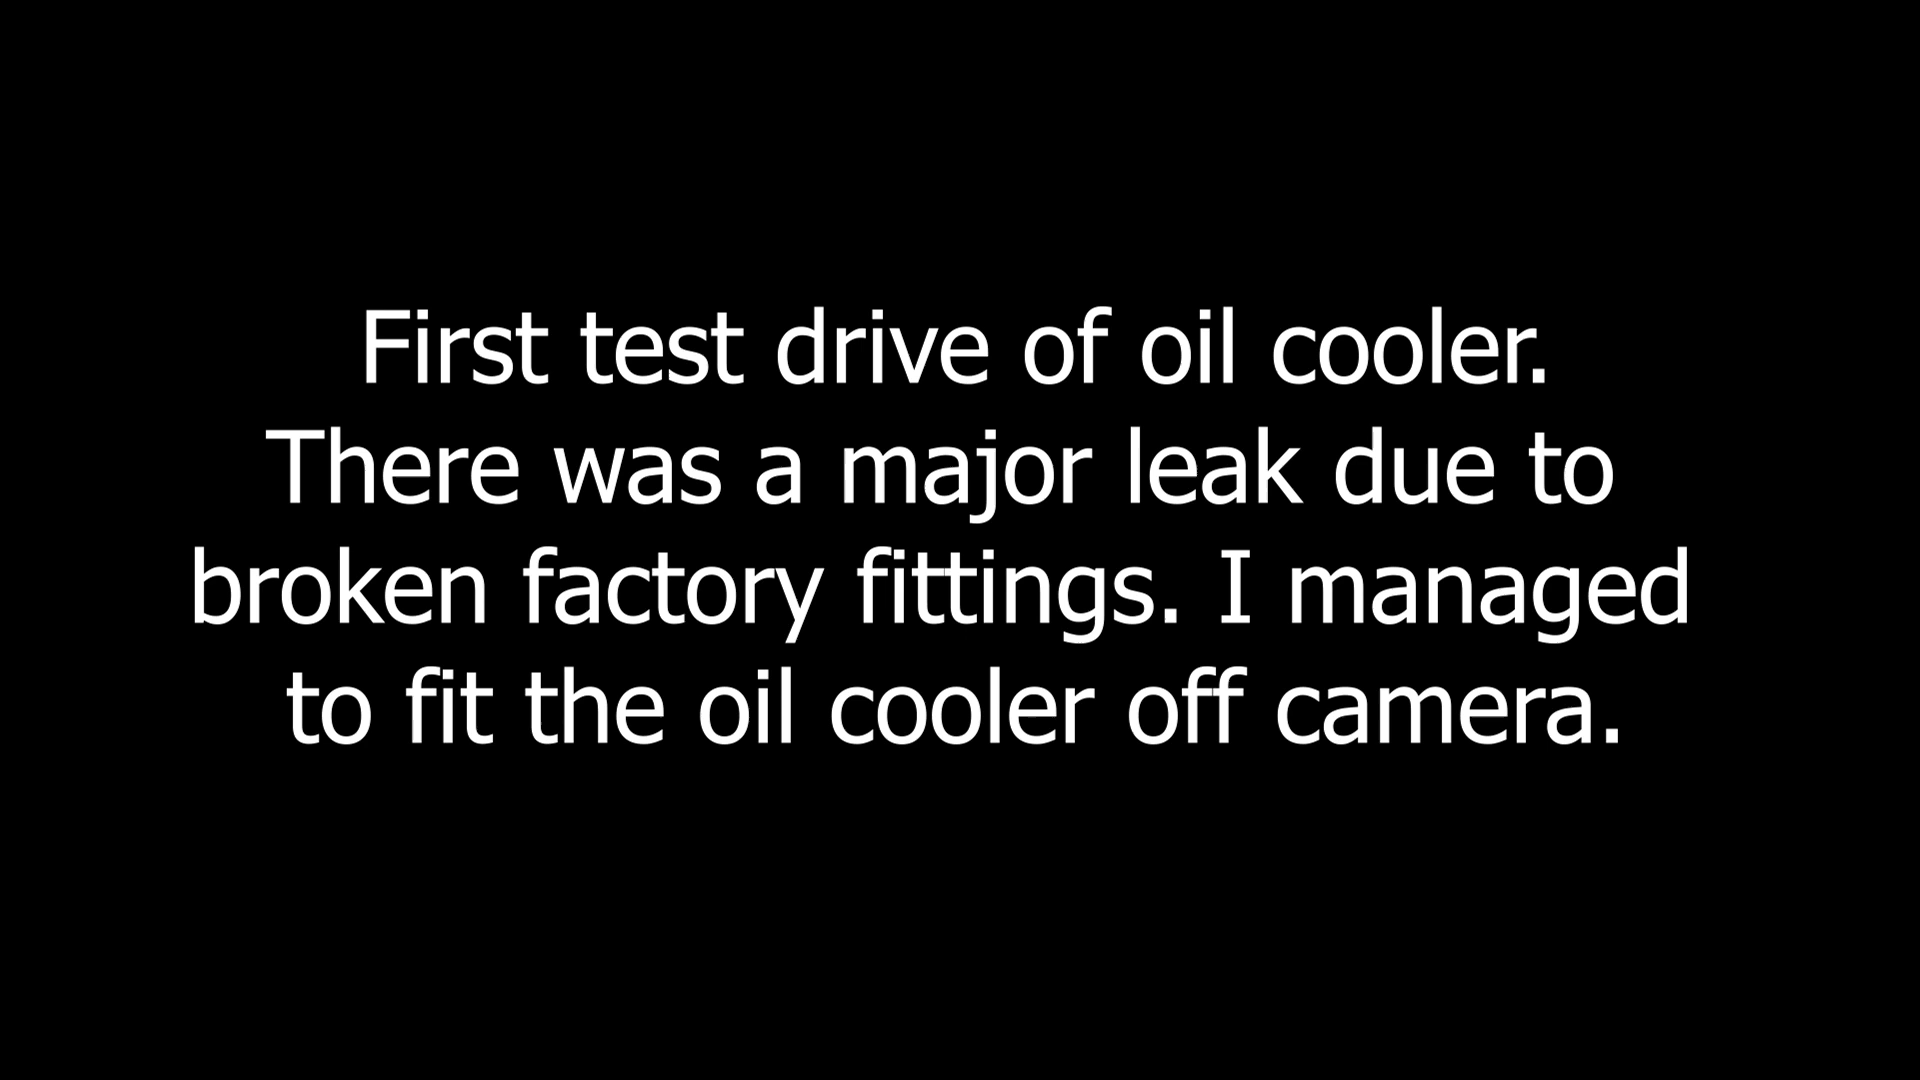 First test drive of oil cooler.
There was a major leak due to
broken factory fittings. I managed
to fit the oil cooler off camera.